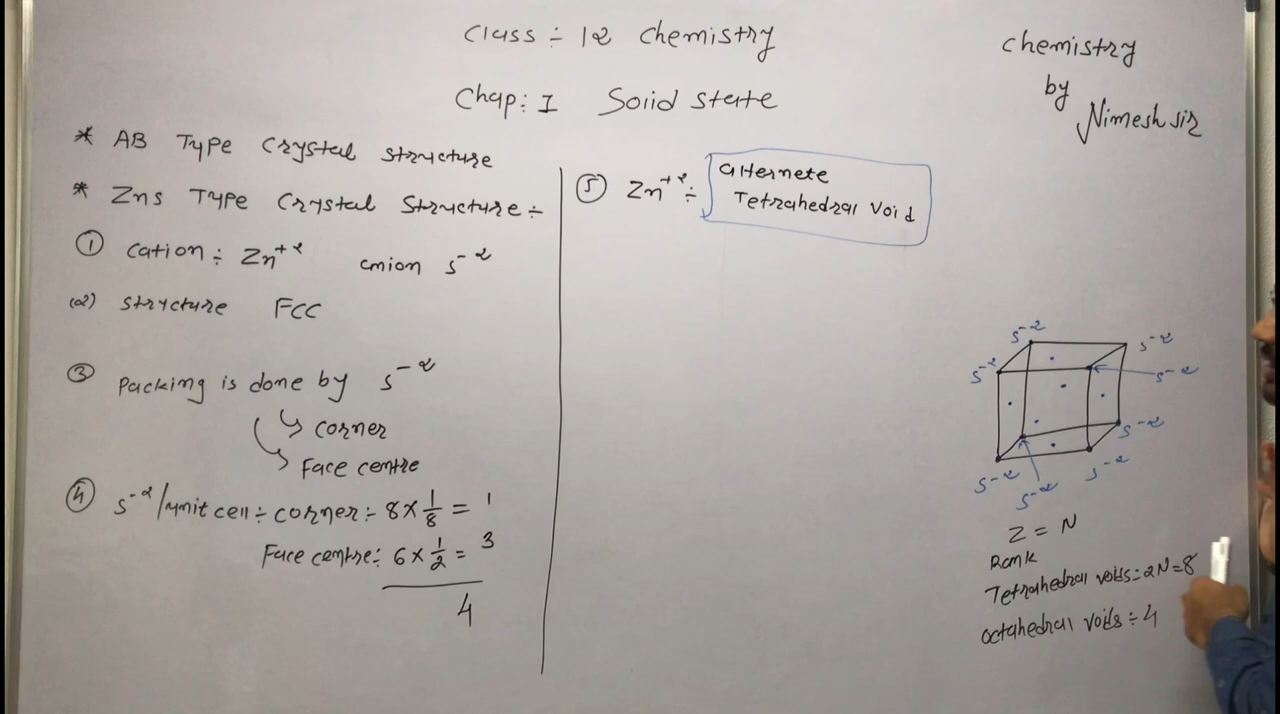 Class ÷ 12 Chemistry
Chap: I Solid state
Chemistry
by
Nimesh sir
* AB Type Crystal structure
* Zns Type Crystal Structure ÷
① cation ÷ Zn⁺² anion s⁻²
(2) structure FCC
③ Packing is done by s⁻²
corner
Face centre
④ s⁻²/unit cell ÷ corner ÷ 8 × 1/8 = 1
Face centre: 6 × 1/2 = 3
4
⑤ Zn⁺² ÷ alternete
Tetrahedral Void
s⁻²
s⁻²
s⁻²
s⁻²
s⁻²
s⁻²
s⁻²
s⁻²
Z = N
Rank
Tetrahedral voids = 2N = 8
octahedral voids ÷ 4